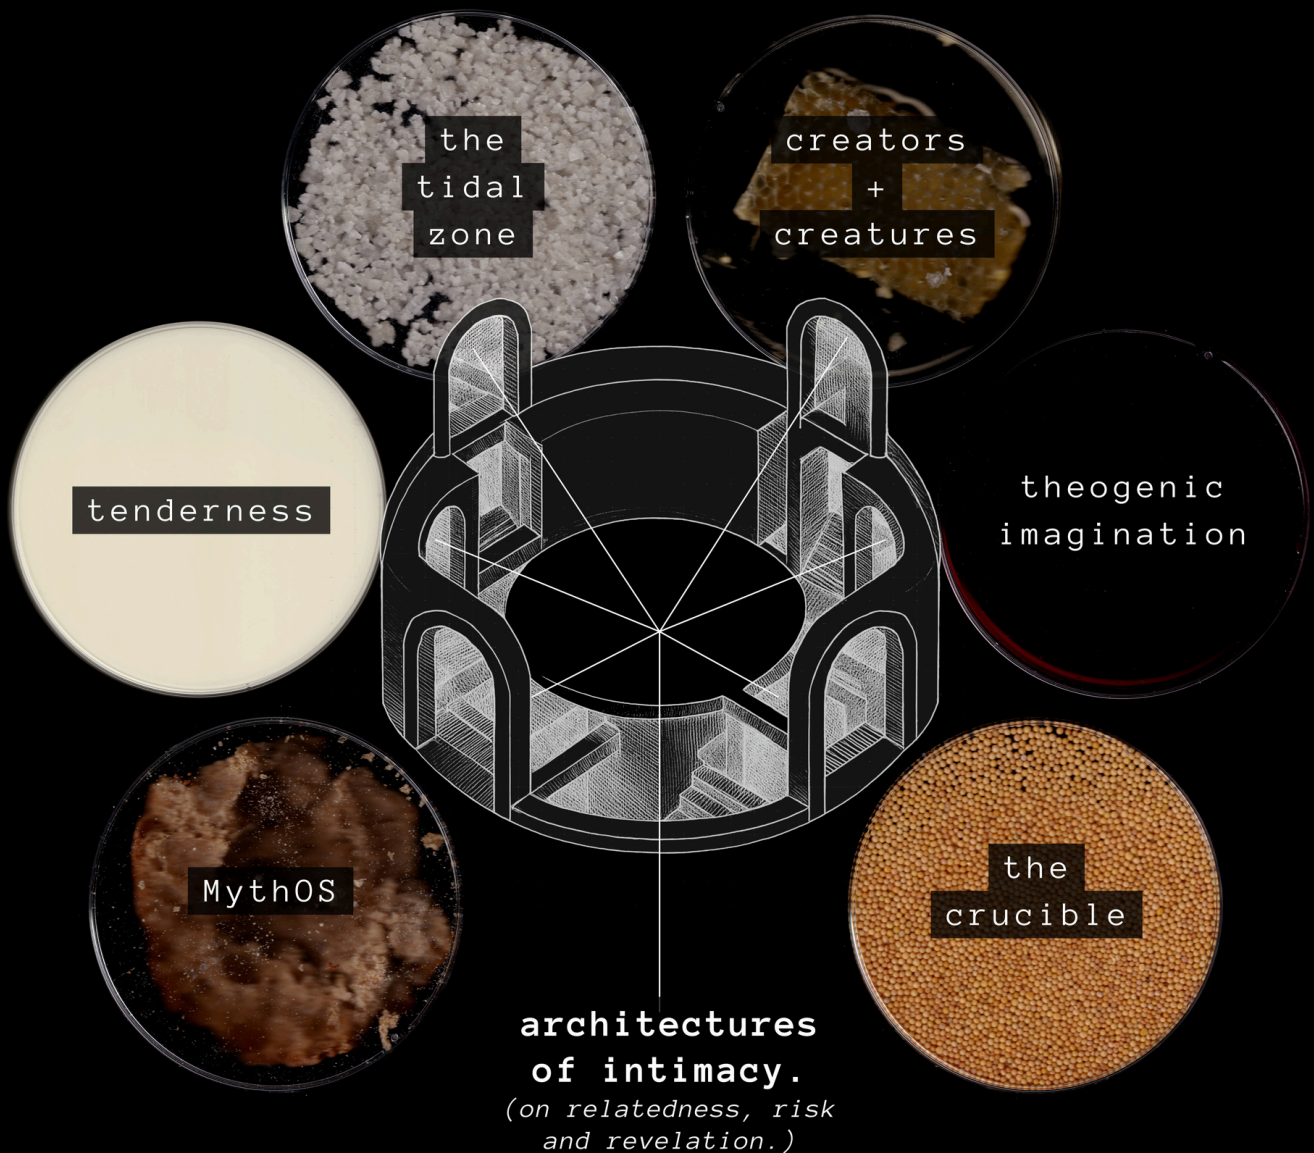 the
tidal
zone
creators
+
creatures
tenderness
theogenic
imagination
MythOS
the
crucible
architectures
of intimacy.
(on relatedness, risk
and revelation.)